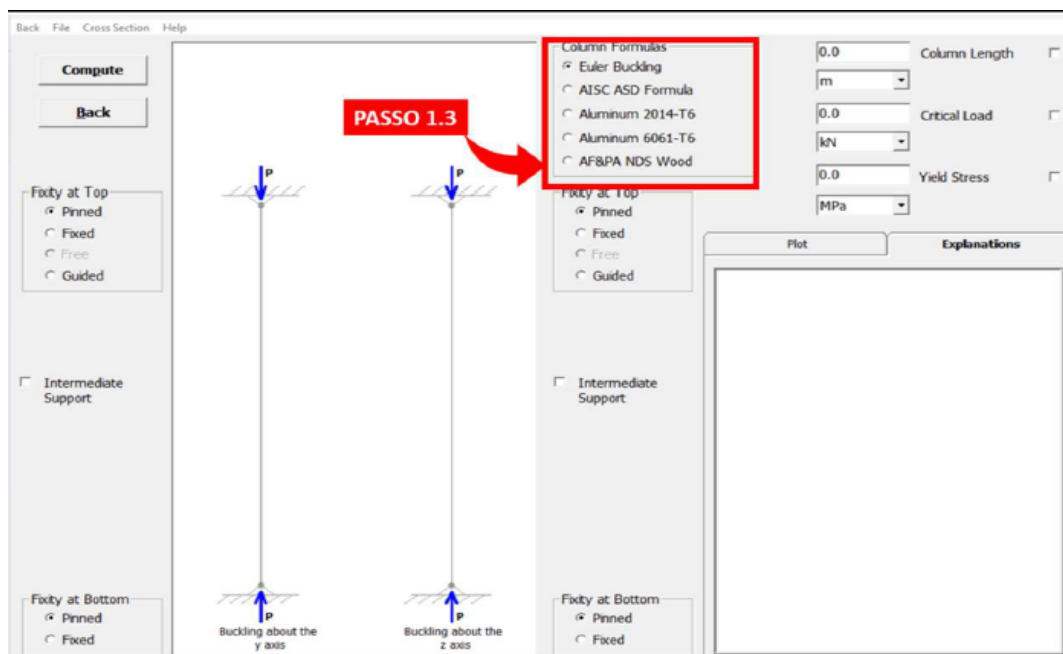 Back File Cross Section Help
Compute
Back
Fixity at Top
Pinned
Fixed
Free
Guided
Intermediate
Support
Fixity at Bottom
Pinned
Fixed
P
P
P
P
Buckling about the
y axis
Buckling about the
z axis
PASSO 1.3
Column Formulas
Euler Buckling
AISC ASD Formula
Aluminum 2014-T6
Aluminum 6061-T6
AF&PA NDS Wood
Fixity at Top
Pinned
Fixed
Free
Guided
Intermediate
Support
Fixity at Bottom
Pinned
Fixed
0.0 Column Length
m
0.0 Critical Load
kN
0.0 Yield Stress
MPa
Plot Explanations